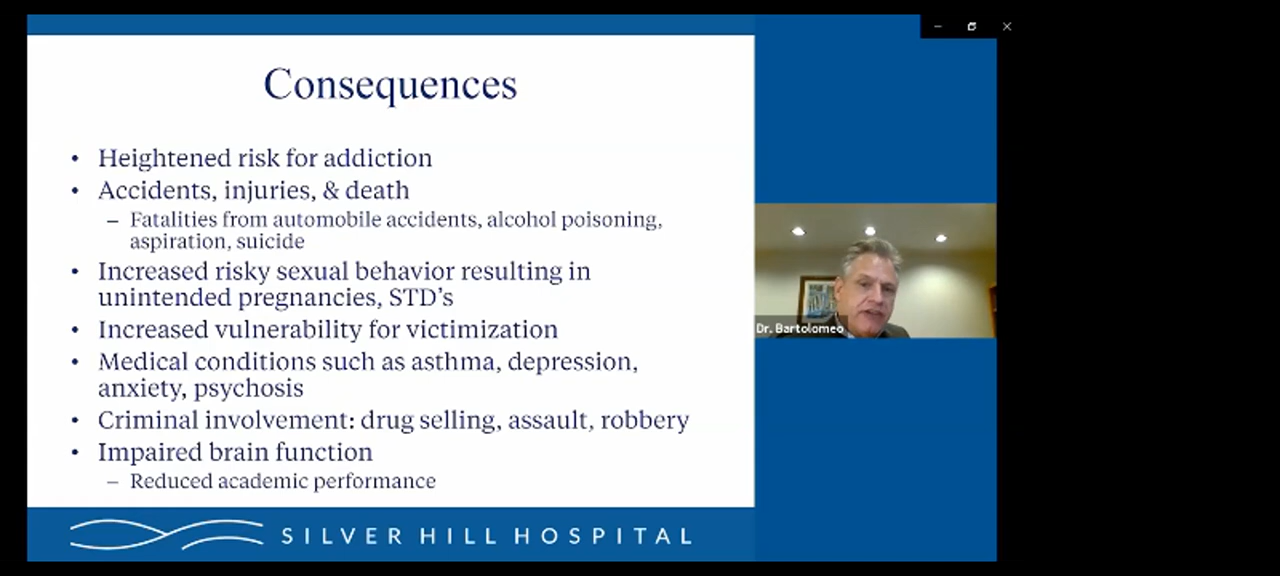 Consequences
• Heightened risk for addiction
• Accidents, injuries, & death
– Fatalities from automobile accidents, alcohol poisoning,
aspiration, suicide
• Increased risky sexual behavior resulting in
unintended pregnancies, STD’s
• Increased vulnerability for victimization
• Medical conditions such as asthma, depression,
anxiety, psychosis
• Criminal involvement: drug selling, assault, robbery
• Impaired brain function
– Reduced academic performance
SILVER HILL HOSPITAL
Dr. Bartolomeo